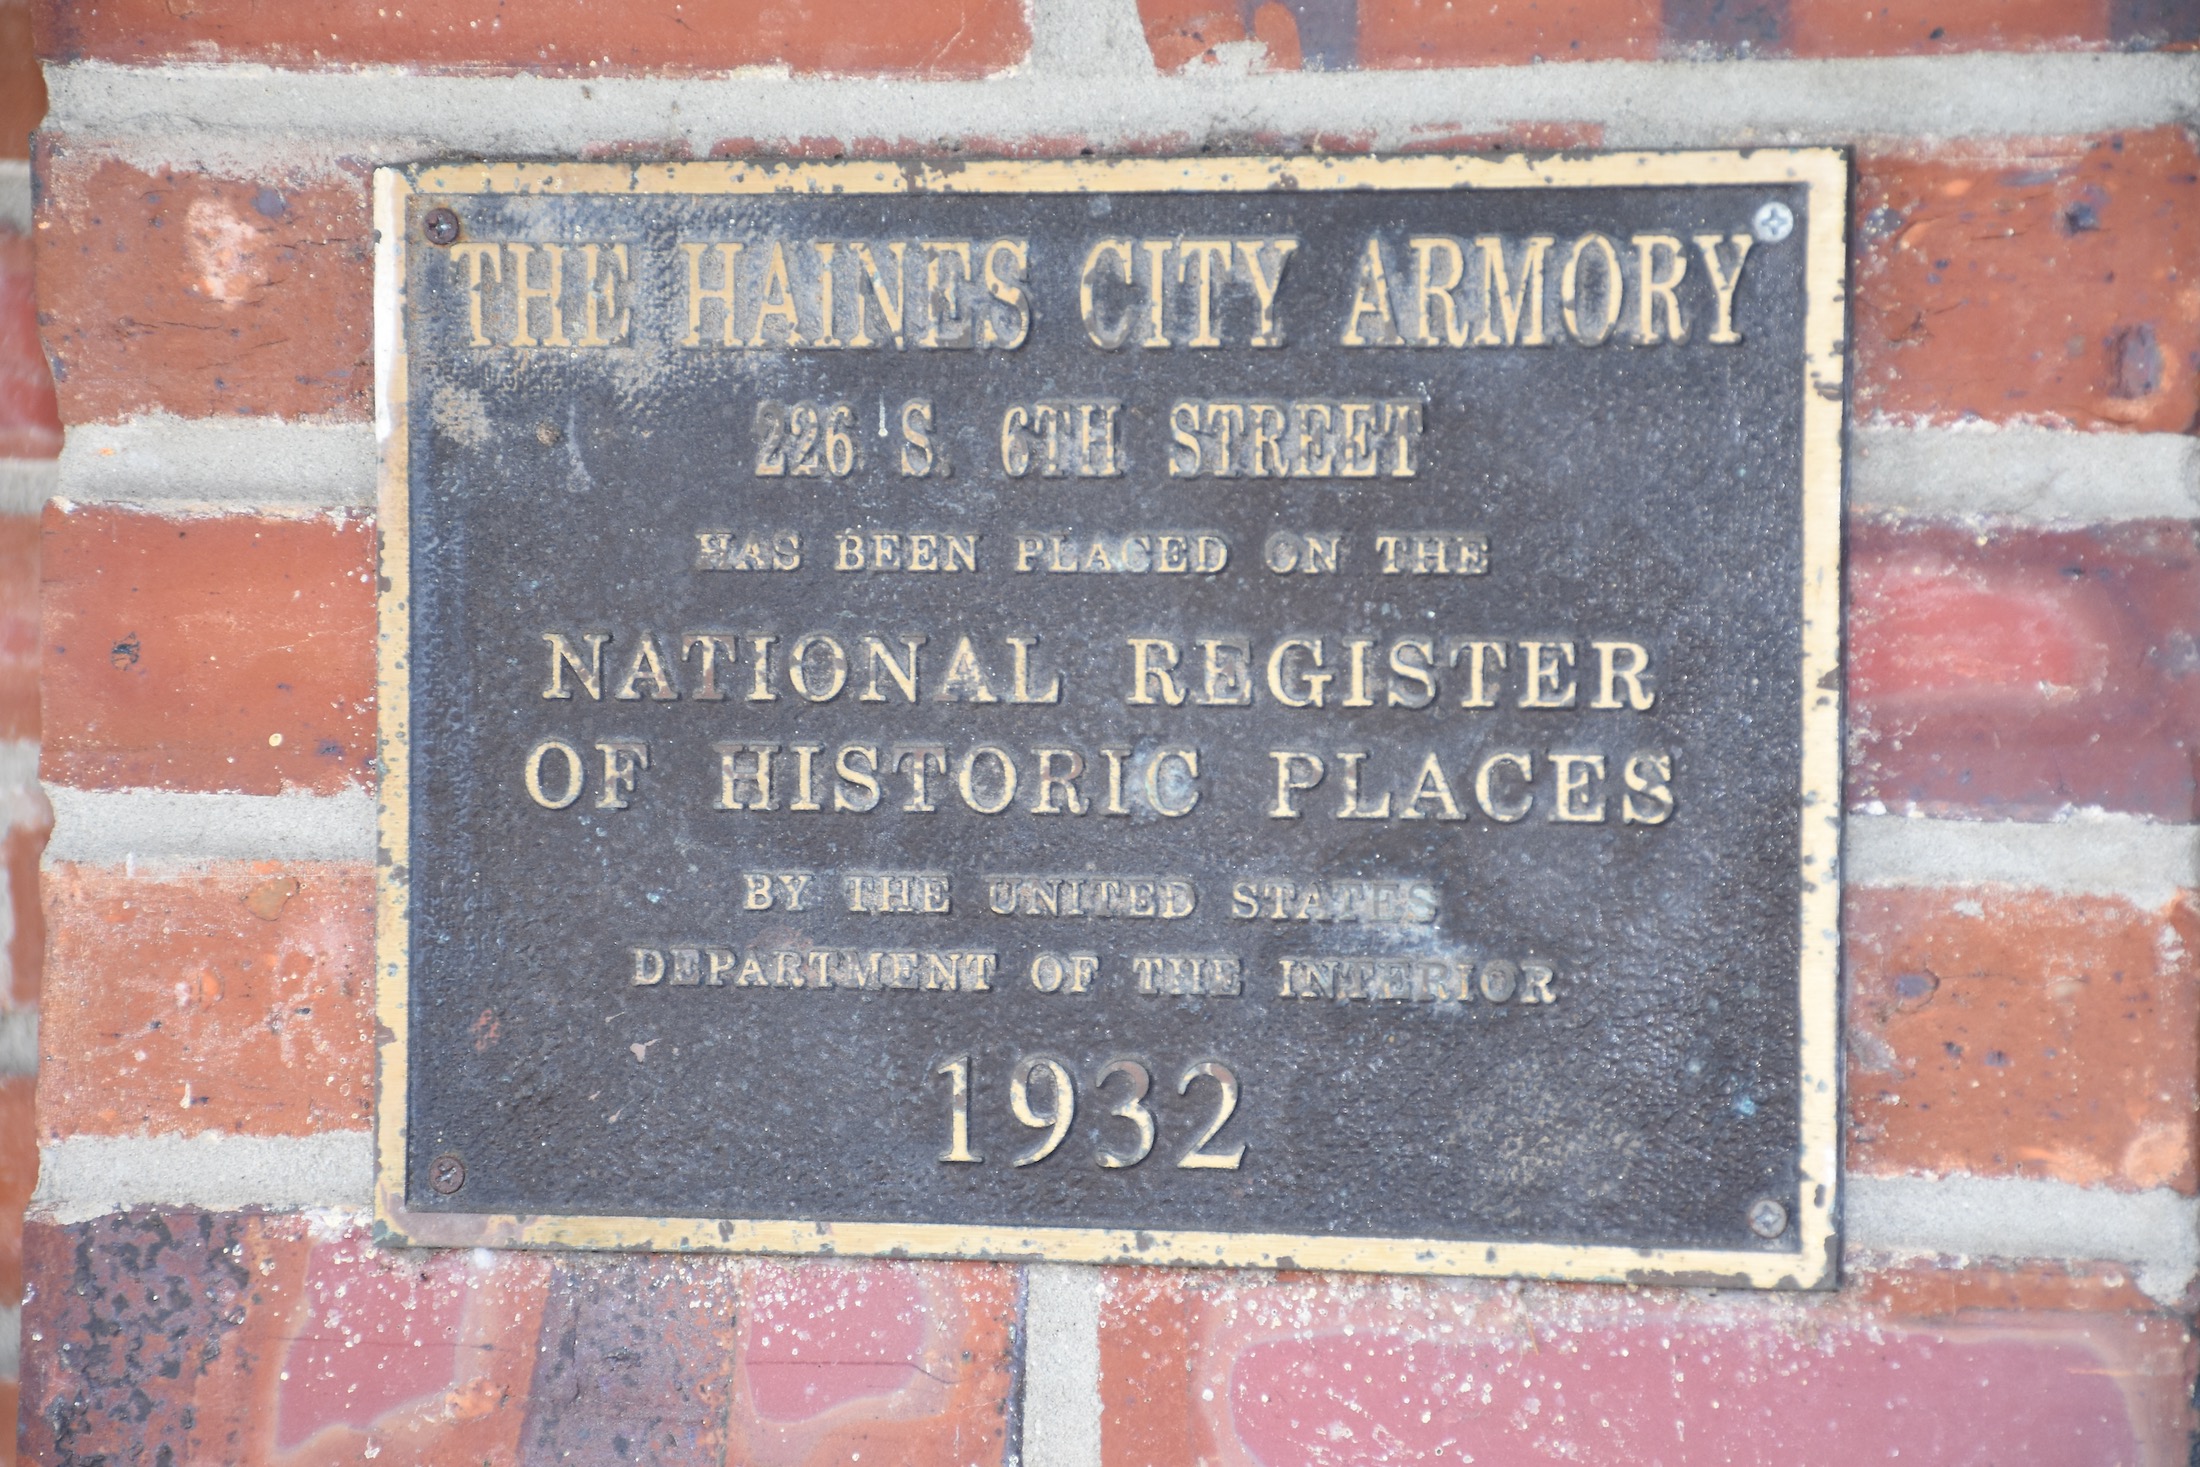 THE HAINES CITY ARMORY
226 S. 6TH STREET
HAS BEEN PLACED ON THE
NATIONAL REGISTER
OF HISTORIC PLACES
BY THE UNITED STATES
DEPARTMENT OF THE INTERIOR
1932